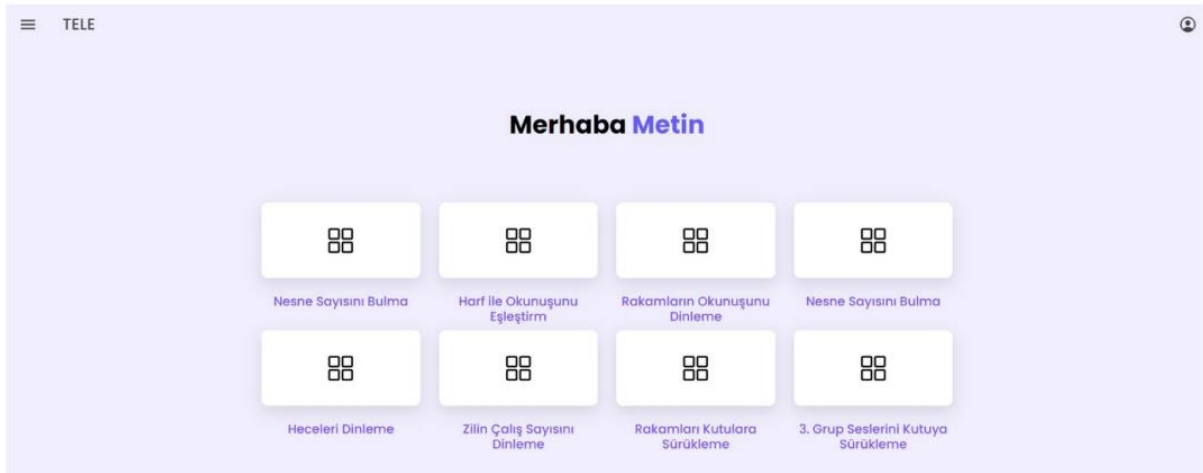 TELE
Merhaba Metin
Nesne Sayısını Bulma
Harf ile Okunuşunu
Eşleştirm
Rakamların Okunuşunu
Dinleme
Nesne Sayısını Bulma
Heceleri Dinleme
Zilin Çalış Sayısını
Dinleme
Rakamları Kutulara
Sürükleme
3. Grup Seslerini Kutuya
Sürükleme